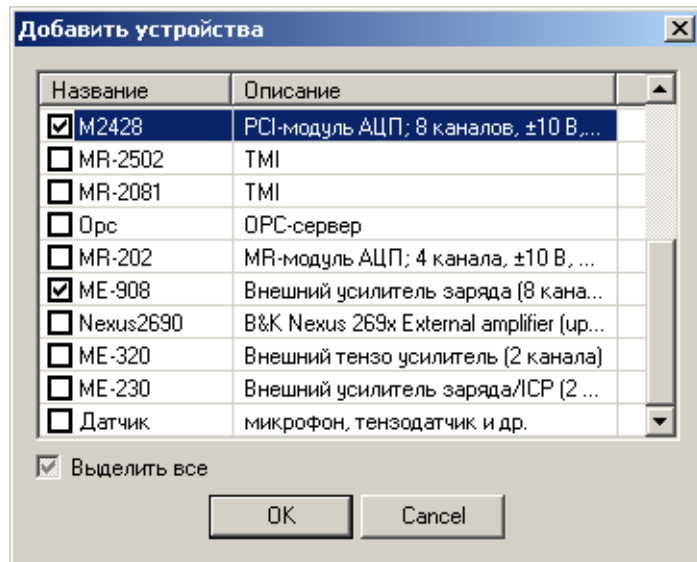 Добавить устройства
Название Описание
M2428 PCI-модуль АЦП; 8 каналов, ±10 В,...
MR-2502 TMI
MR-2081 TMI
Opc OPC-сервер
MR-202 MR-модуль АЦП; 4 канала, ±10 В, ...
ME-908 Внешний усилитель заряда (8 кана...
Nexus2690 B&K Nexus 269x External amplifier (up...
ME-320 Внешний тензо усилитель (2 канала)
ME-230 Внешний усилитель заряда/ICP (2 ...
Датчик микрофон, тензодатчик и др.
Выделить все
OK Cancel